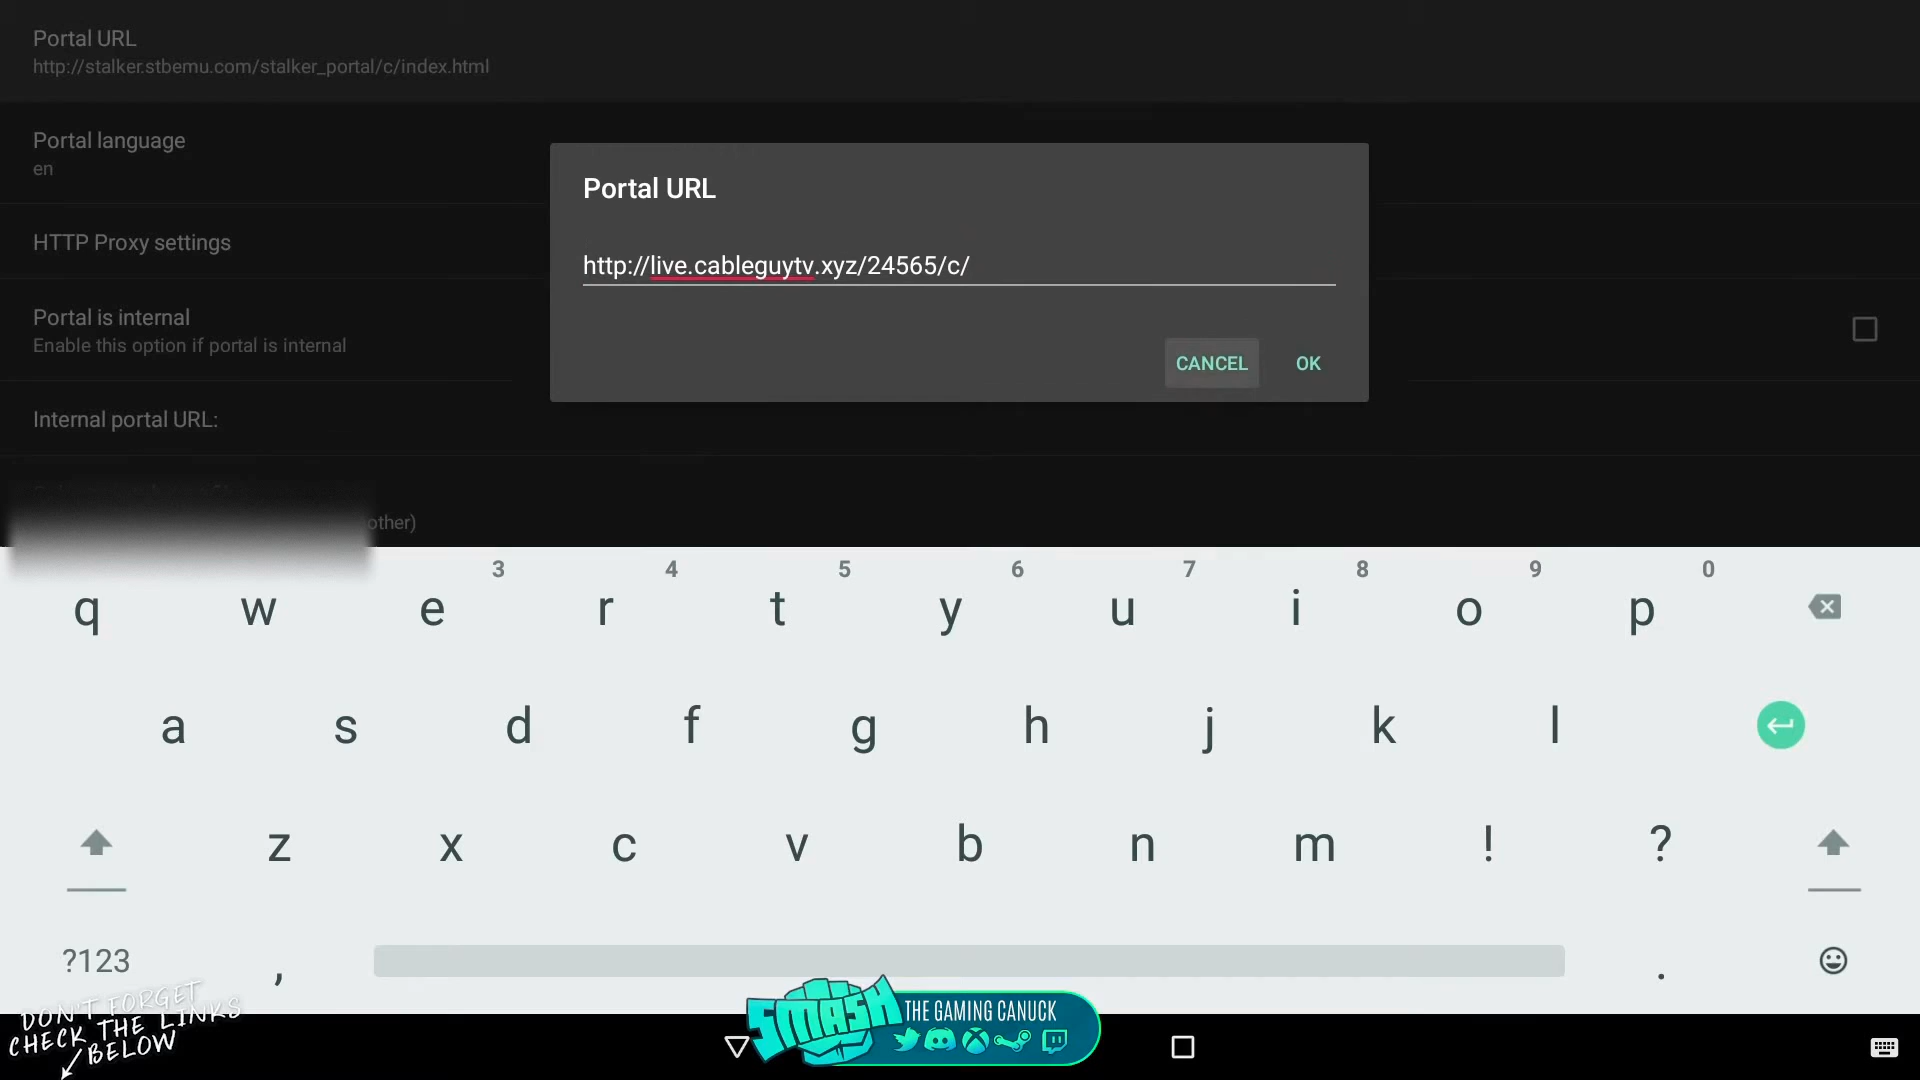 Portal URL
http://stalker.stbemu.com/stalker_portal/c/index.html
Portal language
en
HTTP Proxy settings
Portal is internal
Enable this option if portal is internal
Internal portal URL:
other)
Portal URL
http://live.cableguytv.xyz/24565/c/
CANCEL OK
3 4 5 6 7 8 9 0
q w e r t y u i o p
a s d f g h j k l
z x c v b n m ! ?
?123 , .
DON'T FORGET
CHECK THE LINKS
BELOW
SMASH
THE GAMING CANUCK